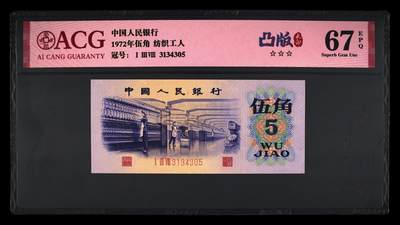 ACG
AI CANG GUARANTY
中国人民银行
1972年伍角 纺织工人
冠号: I III VIII 3134305
凸版
☆☆☆
67 EPQ
Superb Gem Unc
中國人民銀行
伍角
5
WU
JIAO
I III VIII 3134305